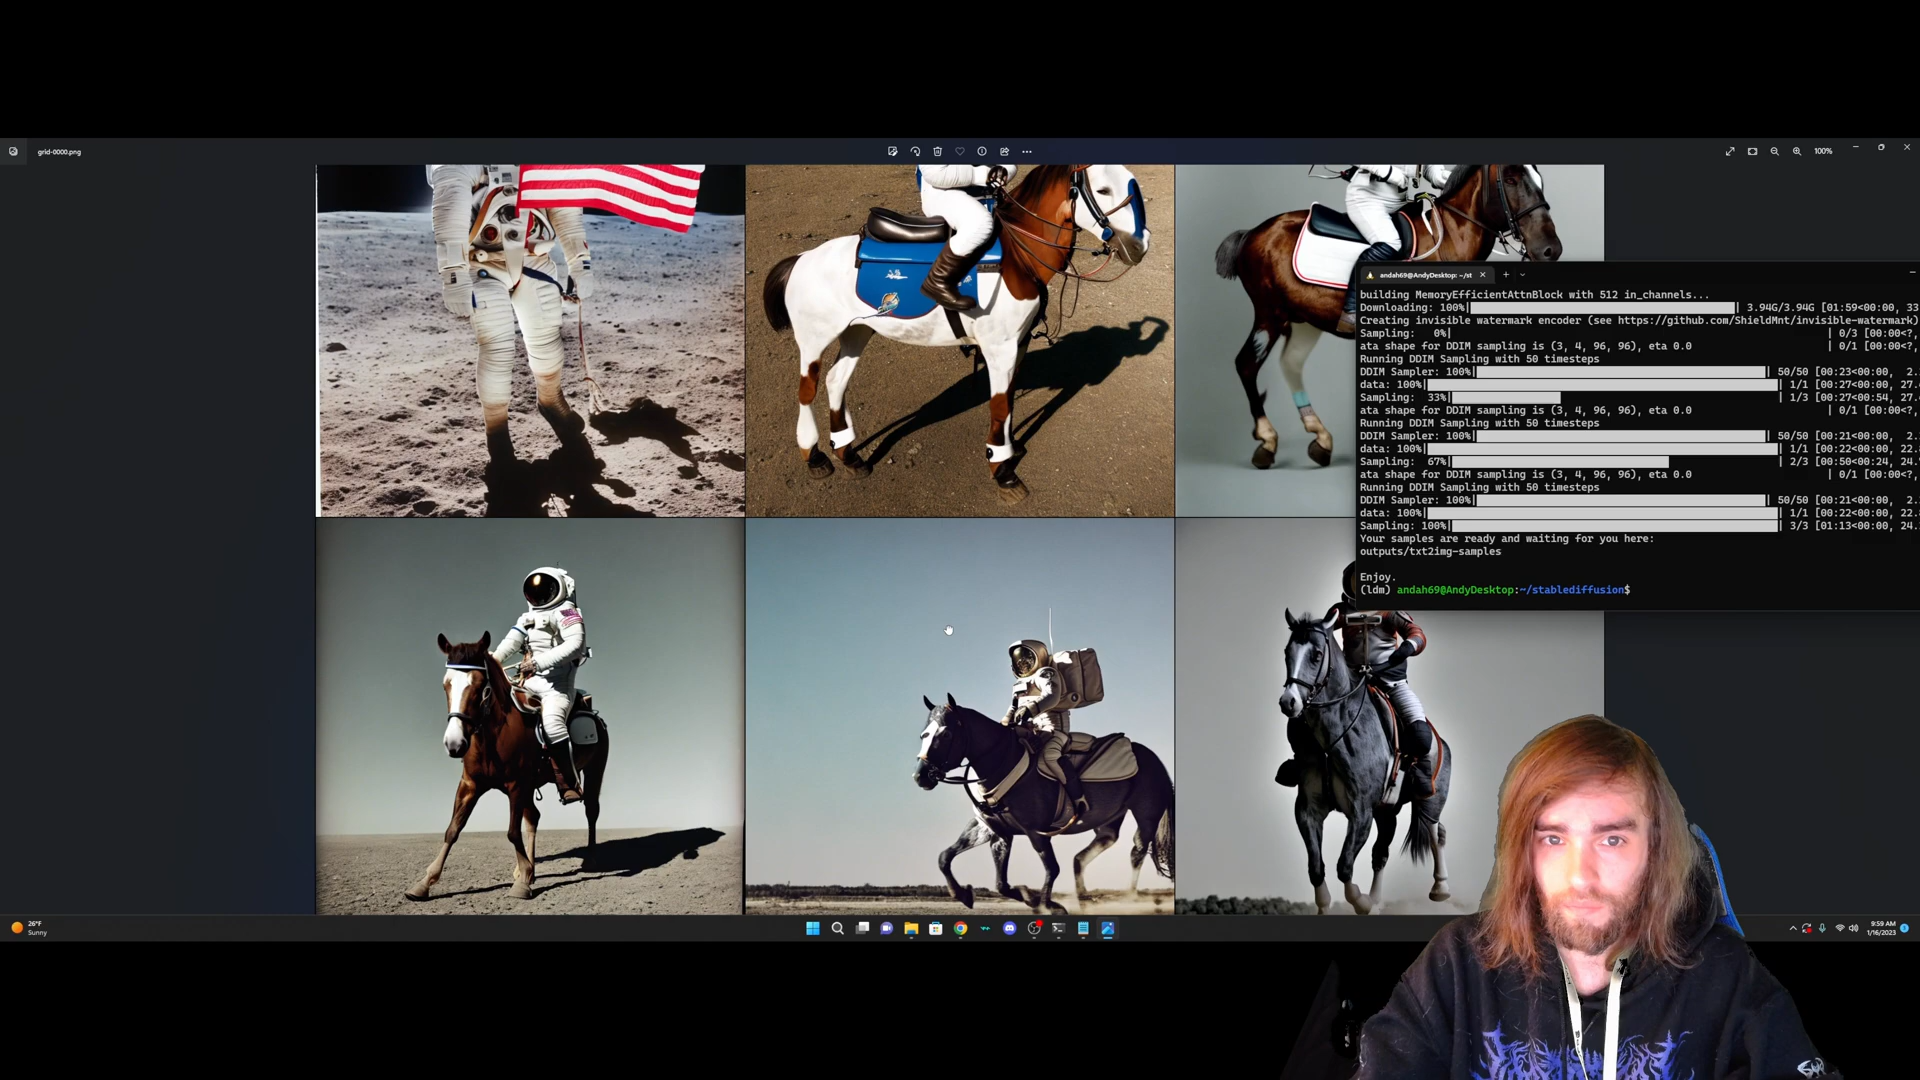 grid-0000.png
100%
andah69@AndyDesktop: ~/st
building MemoryEfficientAttnBlock with 512 in_channels...
Downloading: 100%| | 3.94G/3.94G [01:59<00:00, 33
Creating invisible watermark encoder (see https://github.com/ShieldMnt/invisible-watermark)
Sampling: 0%| | 0/3 [00:00<?,
ata shape for DDIM sampling is (3, 4, 96, 96), eta 0.0 | 0/1 [00:00<?,
Running DDIM Sampling with 50 timesteps
DDIM Sampler: 100%| | 50/50 [00:23<00:00, 2.
data: 100%| | 1/1 [00:27<00:00, 27.
Sampling: 33%| | 1/3 [00:27<00:54, 27.
ata shape for DDIM sampling is (3, 4, 96, 96), eta 0.0 | 0/1 [00:00<?,
Running DDIM Sampling with 50 timesteps
DDIM Sampler: 100%| | 50/50 [00:21<00:00, 2.
data: 100%| | 1/1 [00:22<00:00, 22.
Sampling: 67%| | 2/3 [00:50<00:24, 24.
ata shape for DDIM sampling is (3, 4, 96, 96), eta 0.0 | 0/1 [00:00<?,
Running DDIM Sampling with 50 timesteps
DDIM Sampler: 100%| | 50/50 [00:21<00:00, 2.
data: 100%| | 1/1 [00:22<00:00, 22.
Sampling: 100%| | 3/3 [01:13<00:00, 24.
Your samples are ready and waiting for you here:
outputs/txt2img-samples
Enjoy.
(ldm) andah69@AndyDesktop:~/stablediffusion$
26°F
Sunny
9:59 AM
1/16/2023